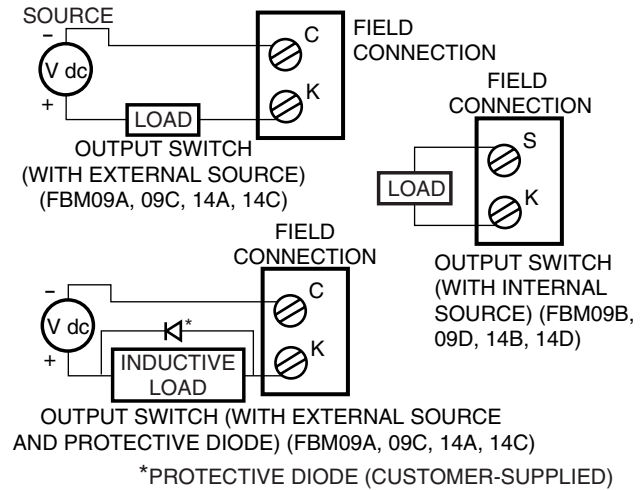 SOURCE
−
V dc
+
LOAD
C
K
FIELD
CONNECTION
OUTPUT SWITCH
(WITH EXTERNAL SOURCE)
(FBM09A, 09C, 14A, 14C)
FIELD
CONNECTION
S
K
LOAD
OUTPUT SWITCH
(WITH INTERNAL
SOURCE) (FBM09B,
09D, 14B, 14D)
FIELD
CONNECTION
−
V dc
+
*
INDUCTIVE
LOAD
C
K
OUTPUT SWITCH (WITH EXTERNAL SOURCE
AND PROTECTIVE DIODE) (FBM09A, 09C, 14A, 14C)
*PROTECTIVE DIODE (CUSTOMER-SUPPLIED)